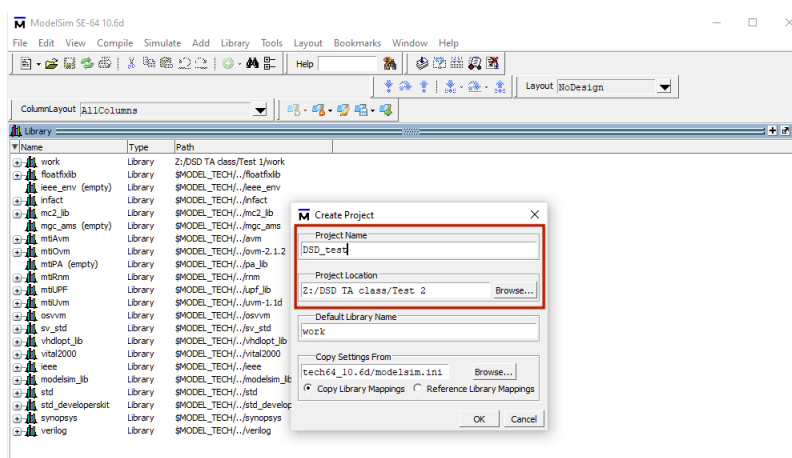 ModelSim SE-64 10.6d
File Edit View Compile Simulate Add Library Tools Layout Bookmarks Window Help
Help
Layout NoDesign
ColumnLayout AllColumns
Library
Name Type Path
work Library Z:/DSD TA class/Test 1/work
floatfixlib Library $MODEL_TECH/../floatfixlib
ieee_env (empty) Library $MODEL_TECH/../ieee_env
infact Library $MODEL_TECH/../infact
mc2_lib Library $MODEL_TECH/../mc2_lib
mgc_ams (empty) Library $MODEL_TECH/../mgc_ams
mtiAvm Library $MODEL_TECH/../avm
mtiOvm Library $MODEL_TECH/../ovm-2.1.2
mtiPA (empty) Library $MODEL_TECH/../pa_lib
mtiRnm Library $MODEL_TECH/../rnm
mtiUPF Library $MODEL_TECH/../upf_lib
mtiUvm Library $MODEL_TECH/../uvm-1.1d
osvvm Library $MODEL_TECH/../osvvm
sv_std Library $MODEL_TECH/../sv_std
vhdlopt_lib Library $MODEL_TECH/../vhdlopt_lib
vital2000 Library $MODEL_TECH/../vital2000
ieee Library $MODEL_TECH/../ieee
modelsim_lib Library $MODEL_TECH/../modelsim_lib
std Library $MODEL_TECH/../std
std_developerskit Library $MODEL_TECH/../std_develop
synopsys Library $MODEL_TECH/../synopsys
verilog Library $MODEL_TECH/../verilog
Create Project
Project Name
DSD_test
Project Location
Z:/DSD TA class/Test 2 Browse...
Default Library Name
work
Copy Settings From
tech64_10.6d/modelsim.ini Browse...
Copy Library Mappings Reference Library Mappings
OK Cancel